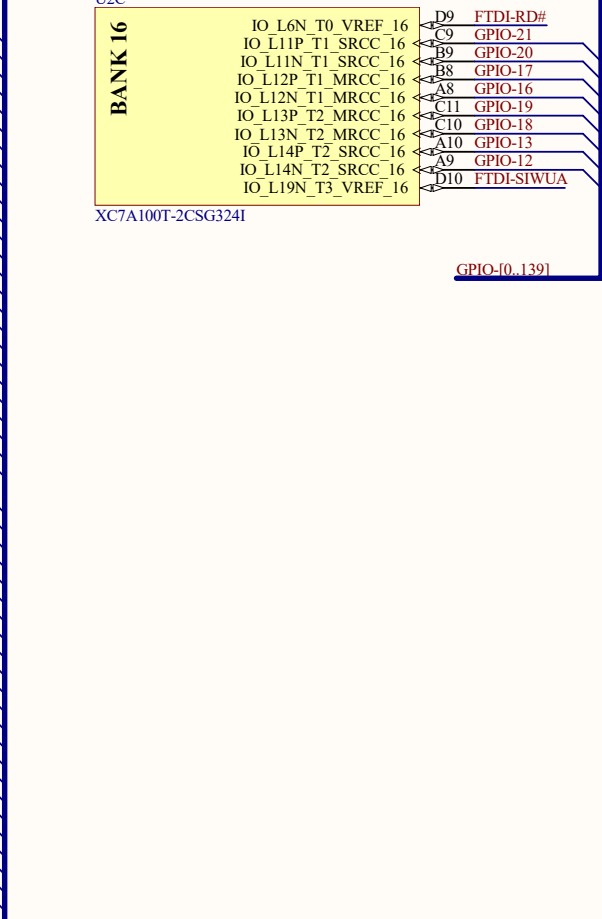 U2C
BANK 16
IO_L6N_T0_VREF_16 D9 FTDI-RD#
IO_L11P_T1_SRCC_16 C9 GPIO-21
IO_L11N_T1_SRCC_16 B9 GPIO-20
IO_L12P_T1_MRCC_16 B8 GPIO-17
IO_L12N_T1_MRCC_16 A8 GPIO-16
IO_L13P_T2_MRCC_16 C11 GPIO-19
IO_L13N_T2_MRCC_16 C10 GPIO-18
IO_L14P_T2_SRCC_16 A10 GPIO-13
IO_L14N_T2_SRCC_16 A9 GPIO-12
IO_L19N_T3_VREF_16 D10 FTDI-SIWUA
XC7A100T-2CSG324I
GPIO-[0..139]